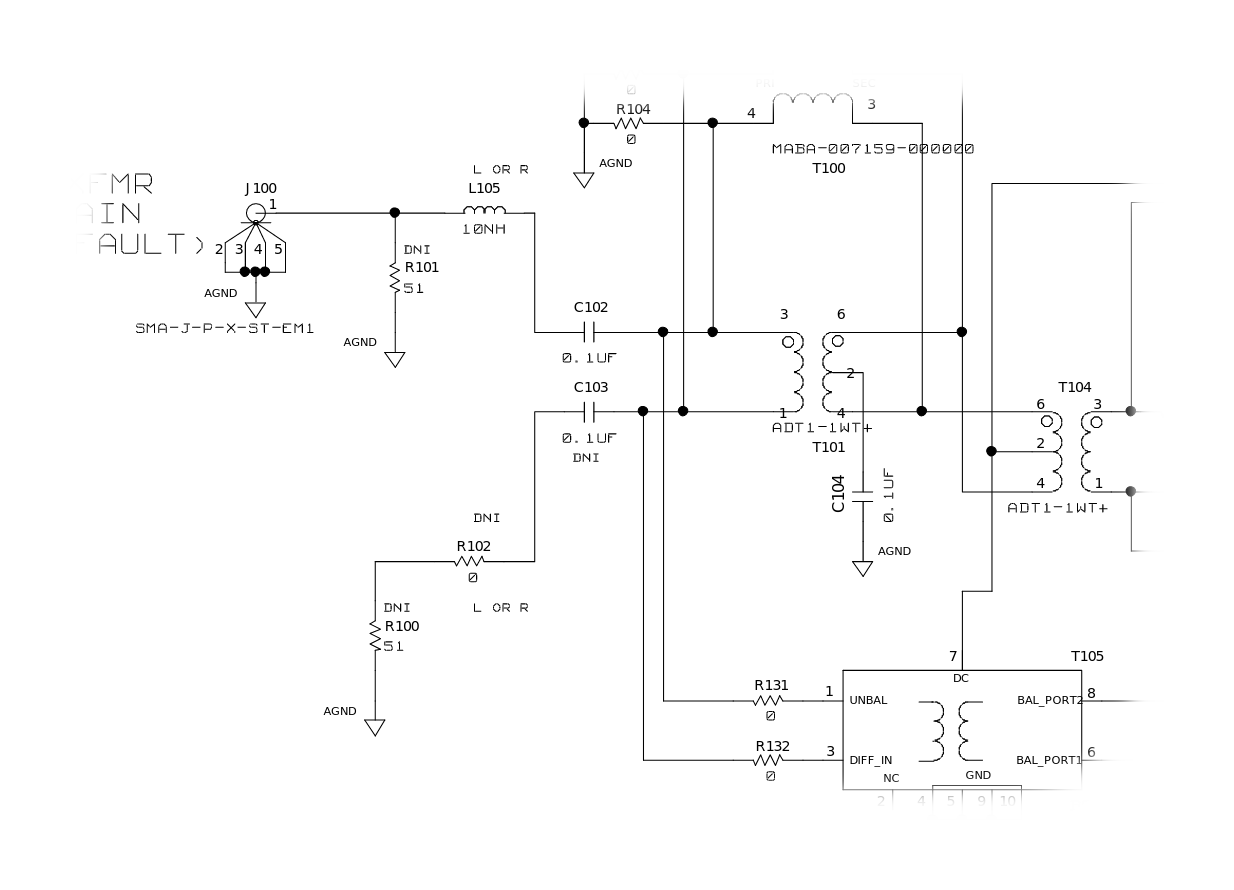 0
R104
0
AGND
4
3
MABA-007159-000000
T100
L OR R
L105
10NH
FMR
AIN
FAULT)
J100
1
2 3 4 5
AGND
SMA-J-P-X-ST-EM1
DNI
R101
51
AGND
C102
0.1UF
C103
0.1UF
DNI
3 6
2
1 4
ADT1-1WT+
T101
C104
0.1UF
AGND
T104
6 3
2
4 1
ADT1-1WT+
DNI
R102
0
L OR R
DNI
R100
51
AGND
R131
0
R132
0
T105
7
DC
1 UNBAL BAL_PORT2 8
3 DIFF_IN BAL_PORT1 6
NC GND
2 4 5 9 10